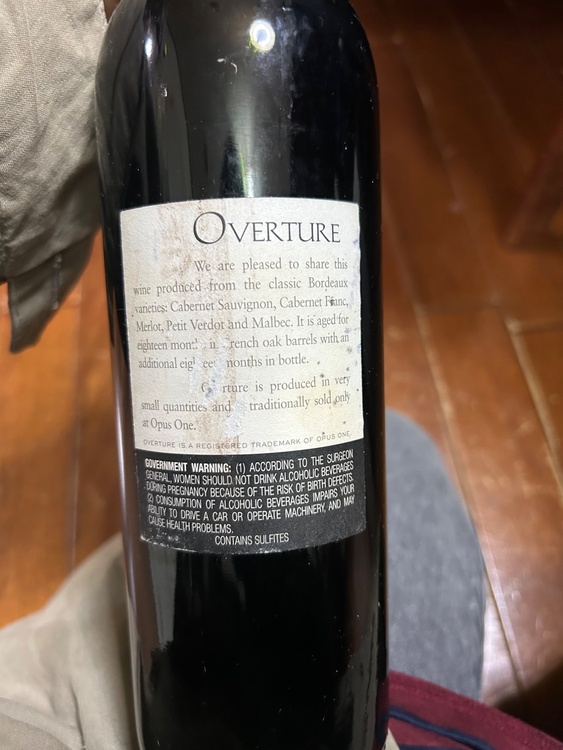 OVERTURE
We are pleased to share this
wine produced from the classic Bordeaux
varieties: Cabernet Sauvignon, Cabernet Franc,
Merlot, Petit Verdot and Malbec. It is aged for
eighteen in oak barrels with an
additional months in bottle.
is produced in very
small quantities and traditionally sold only
at Opus One.
OVERTURE IS A REGISTERED TRADEMARK OF OPUS ONE.
GOVERNMENT WARNING: (1) ACCORDING TO THE SURGEON
GENERAL, WOMEN SHOULD NOT DRINK ALCOHOLIC BEVERAGES
DURING PREGNANCY BECAUSE OF THE RISK OF BIRTH DEFECTS.
(2) CONSUMPTION OF ALCOHOLIC BEVERAGES IMPAIRS YOUR
ABILITY TO DRIVE A CAR OR OPERATE MACHINERY, AND MAY
CAUSE HEALTH PROBLEMS.
CONTAINS SULFITES